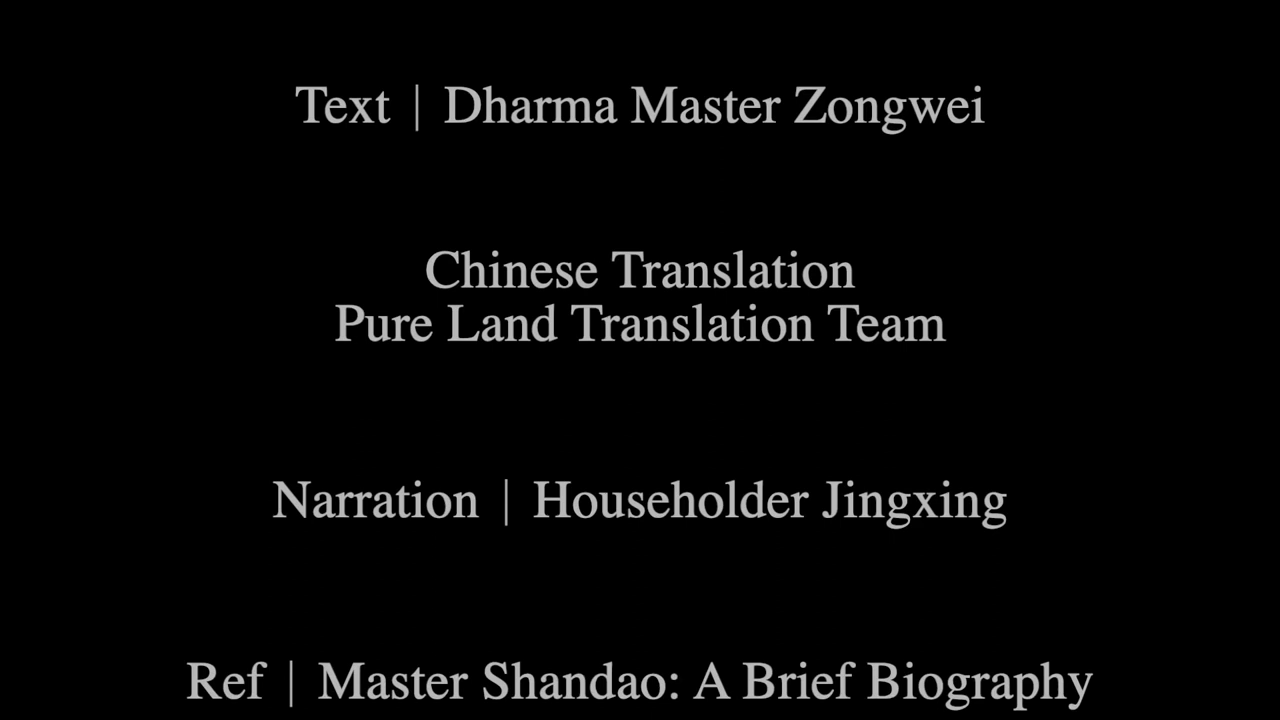 Text | Dharma Master Zongwei
Chinese Translation
Pure Land Translation Team
Narration | Householder Jingxing
Ref | Master Shandao: A Brief Biography